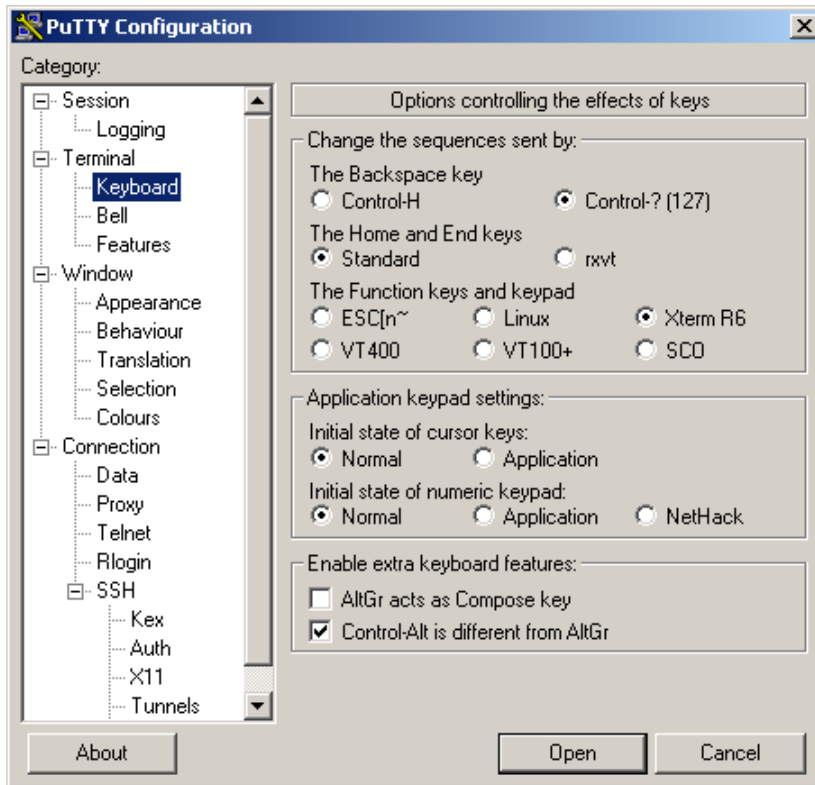 PuTTY Configuration
Category:
Session
Logging
Terminal
Keyboard
Bell
Features
Window
Appearance
Behaviour
Translation
Selection
Colours
Connection
Data
Proxy
Telnet
Rlogin
SSH
Kex
Auth
X11
Tunnels
Options controlling the effects of keys
Change the sequences sent by:
The Backspace key
Control-H Control-? (127)
The Home and End keys
Standard rxvt
The Function keys and keypad
ESC[n~ Linux Xterm R6
VT400 VT100+ SCO
Application keypad settings:
Initial state of cursor keys:
Normal Application
Initial state of numeric keypad:
Normal Application NetHack
Enable extra keyboard features:
AltGr acts as Compose key
Control-Alt is different from AltGr
About Open Cancel